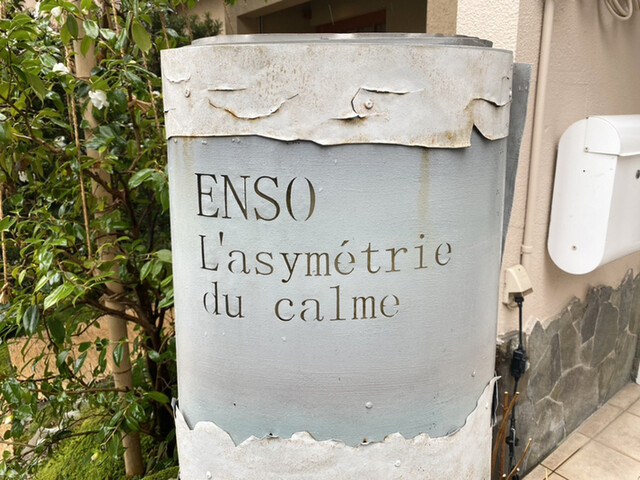 ENSO
L'asymétrie
du calme